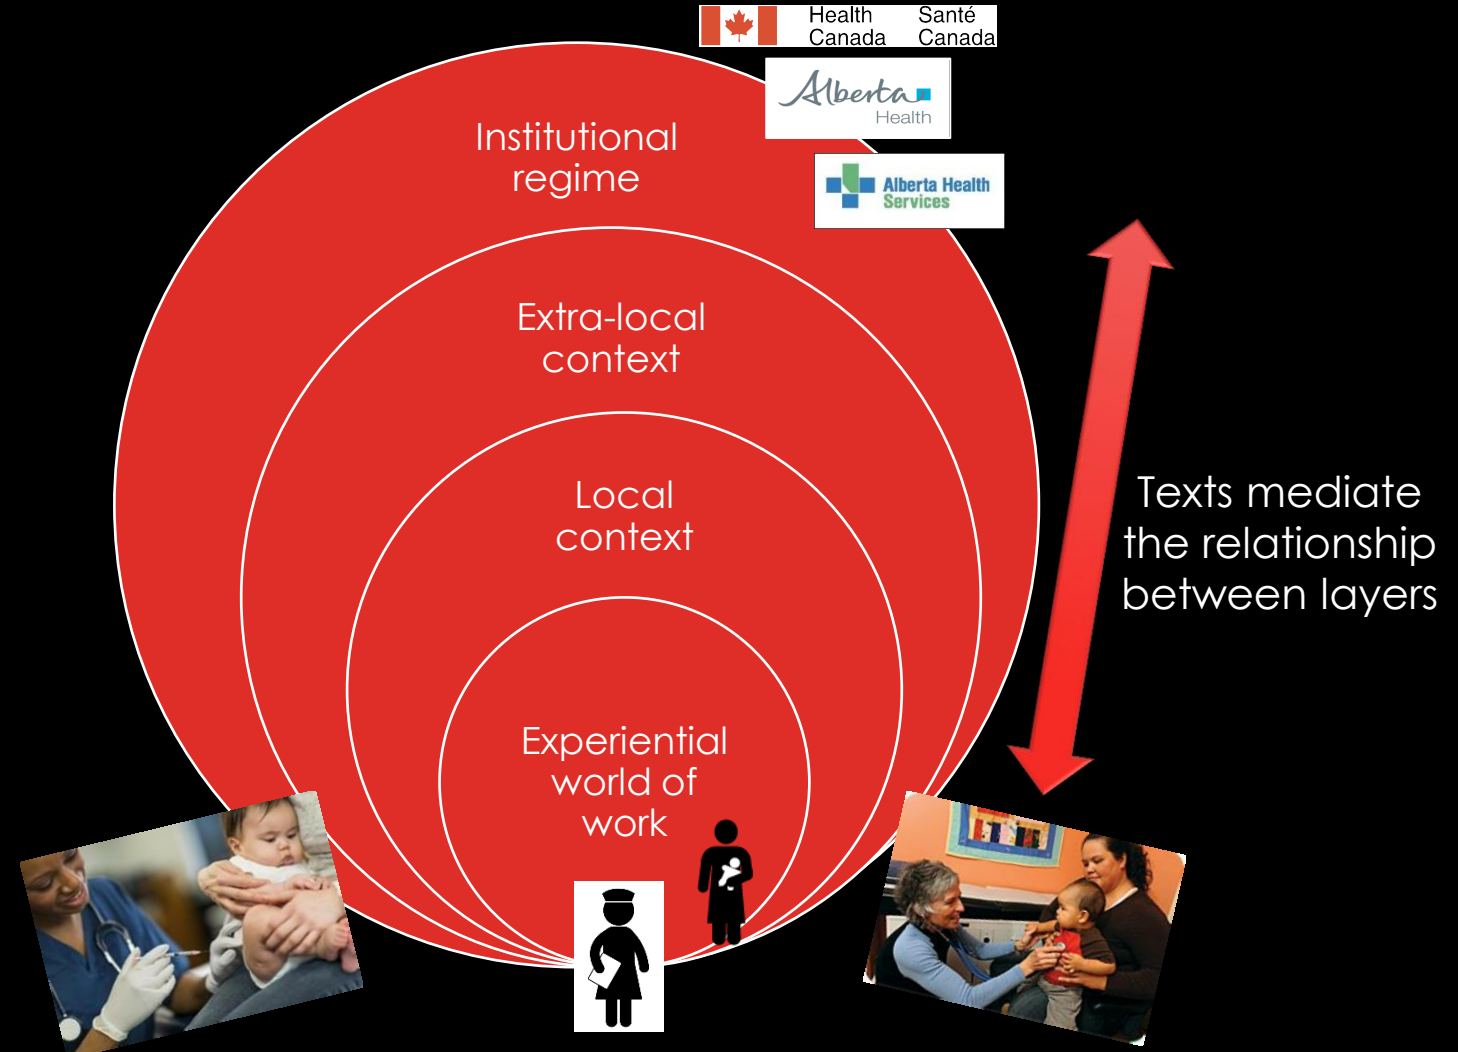 Health Santé
Canada Canada
Alberta
Health
Alberta Health
Services
Institutional
regime
Extra-local
context
Local
context
Experiential
world of
work
Texts mediate
the relationship
between layers